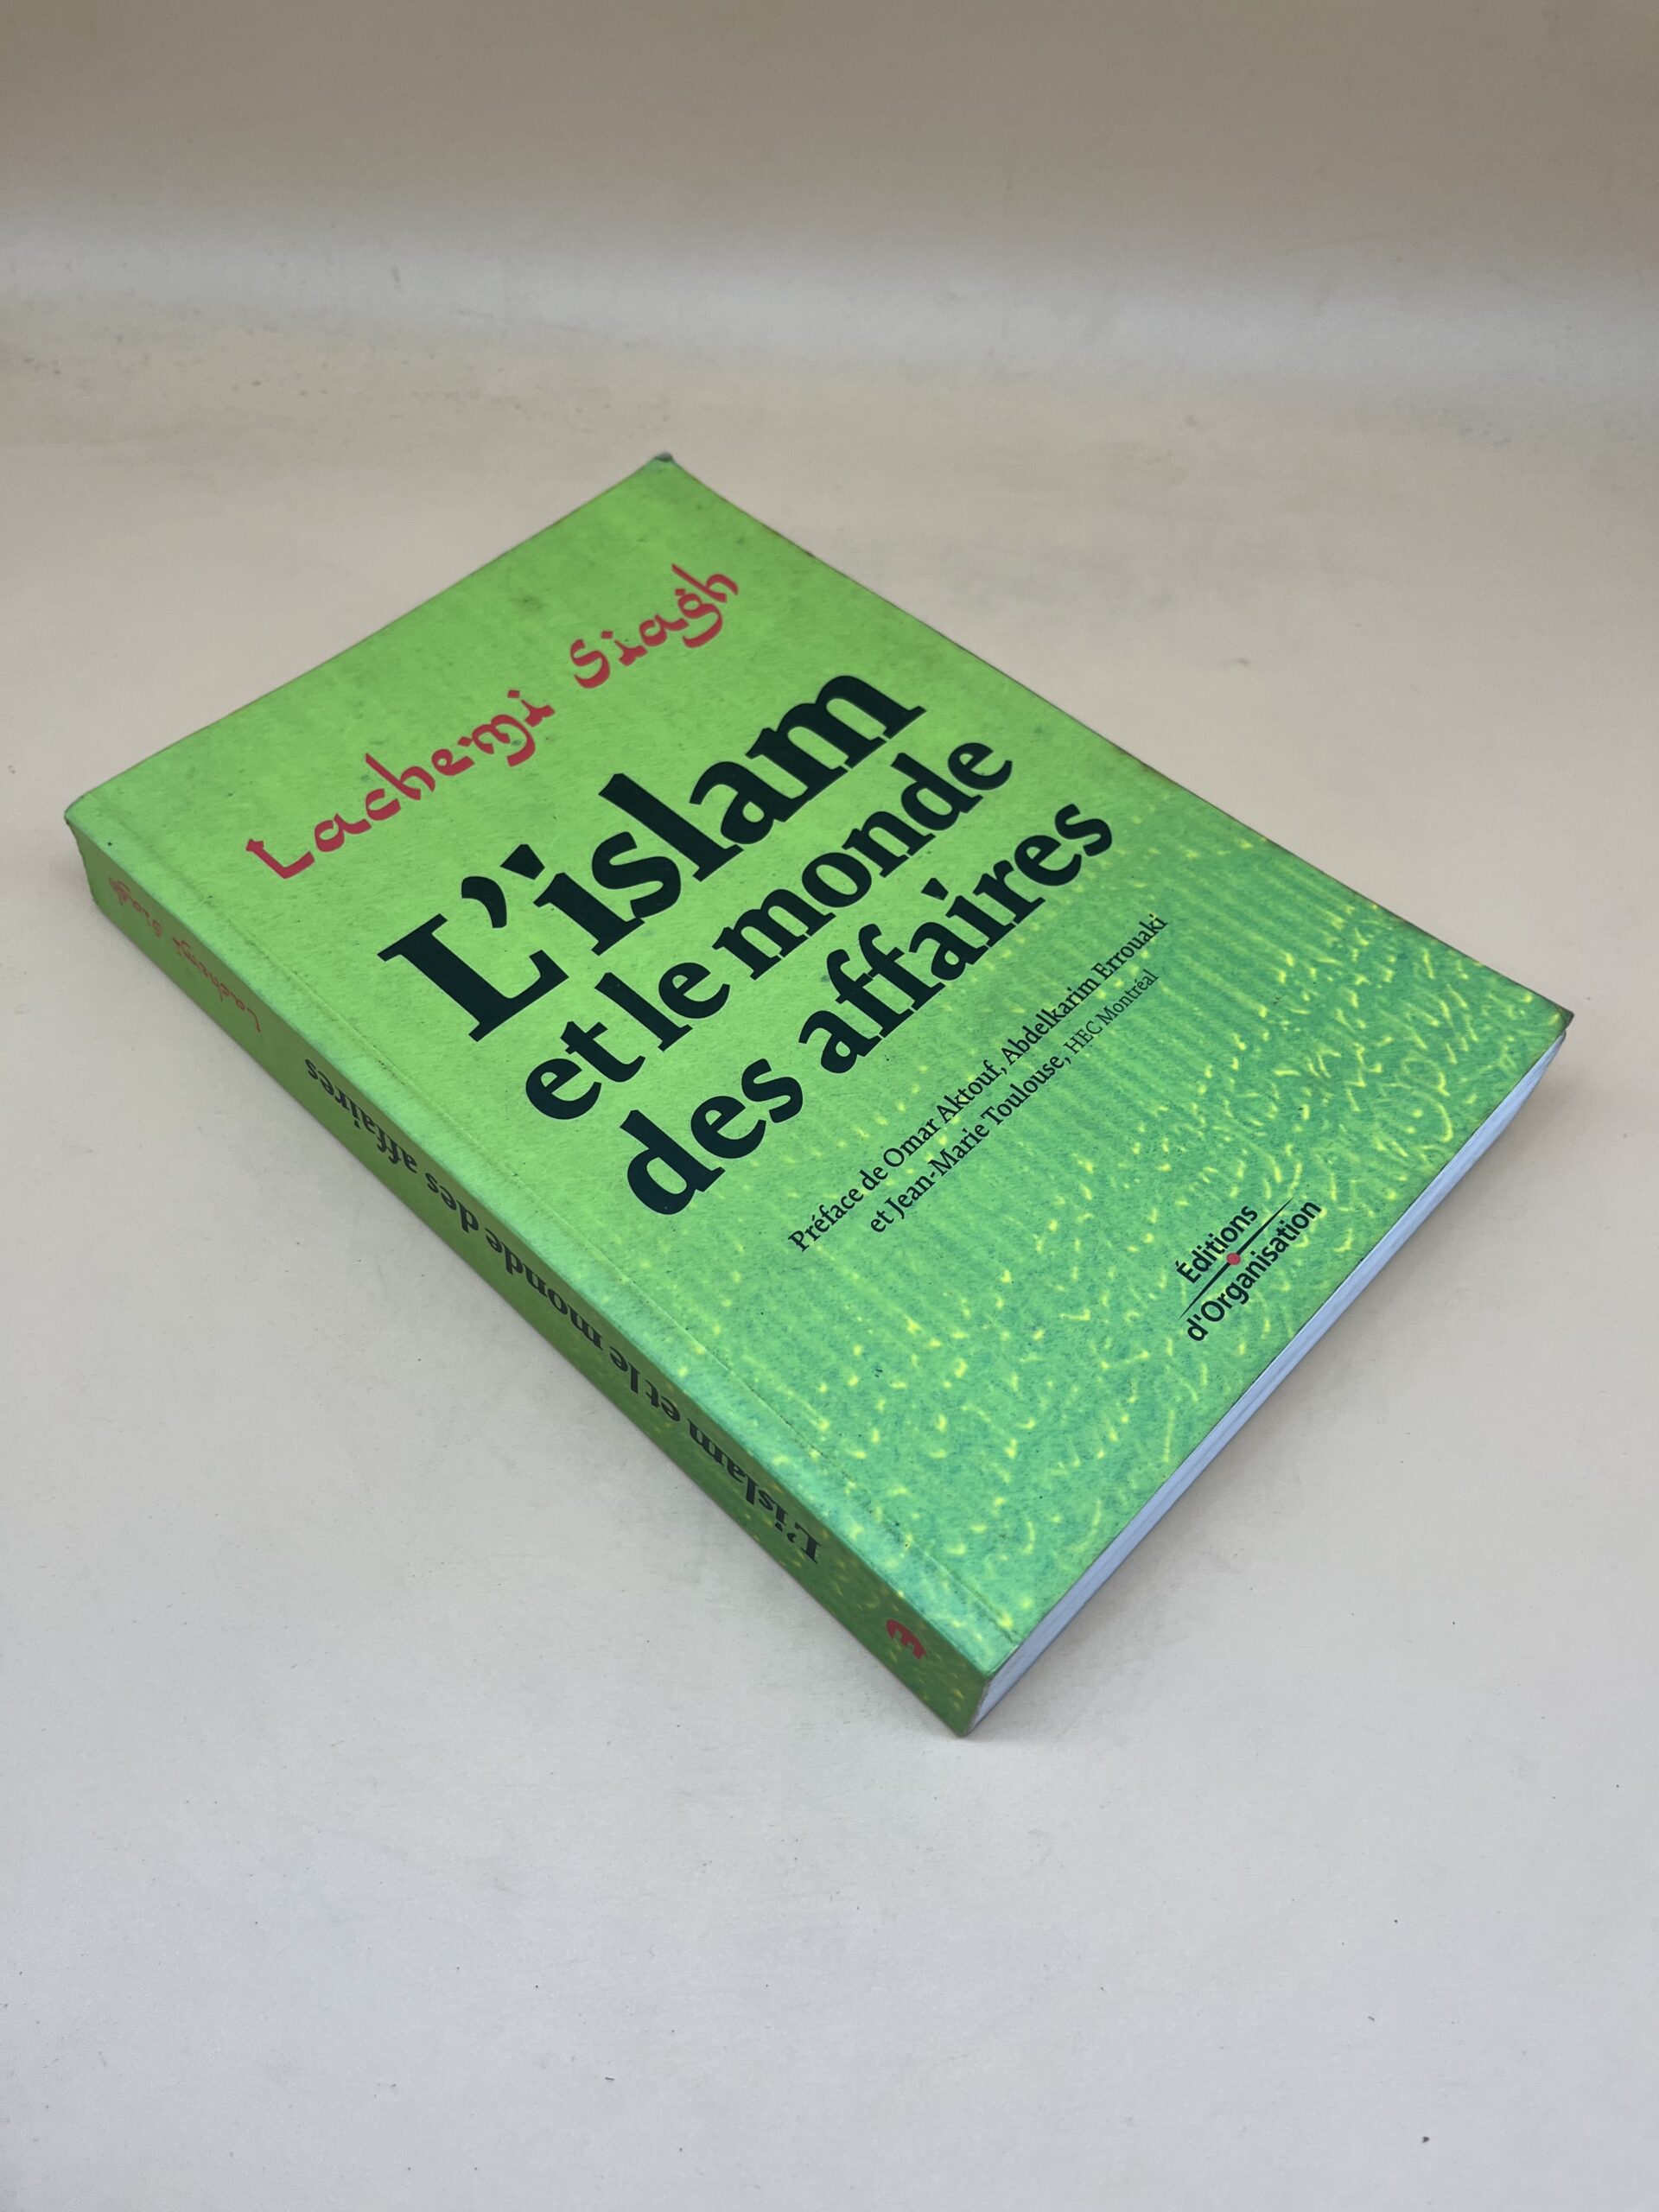 Lachemi Siagh
L'islam
et le monde
des affaires
Préface de Omar Aktouf, Abdelkarim Errouaki
et Jean-Marie Toulouse, HEC Montréal
Éditions
d'Organisation
L'islam et le monde des affaires
Lachemi Siagh